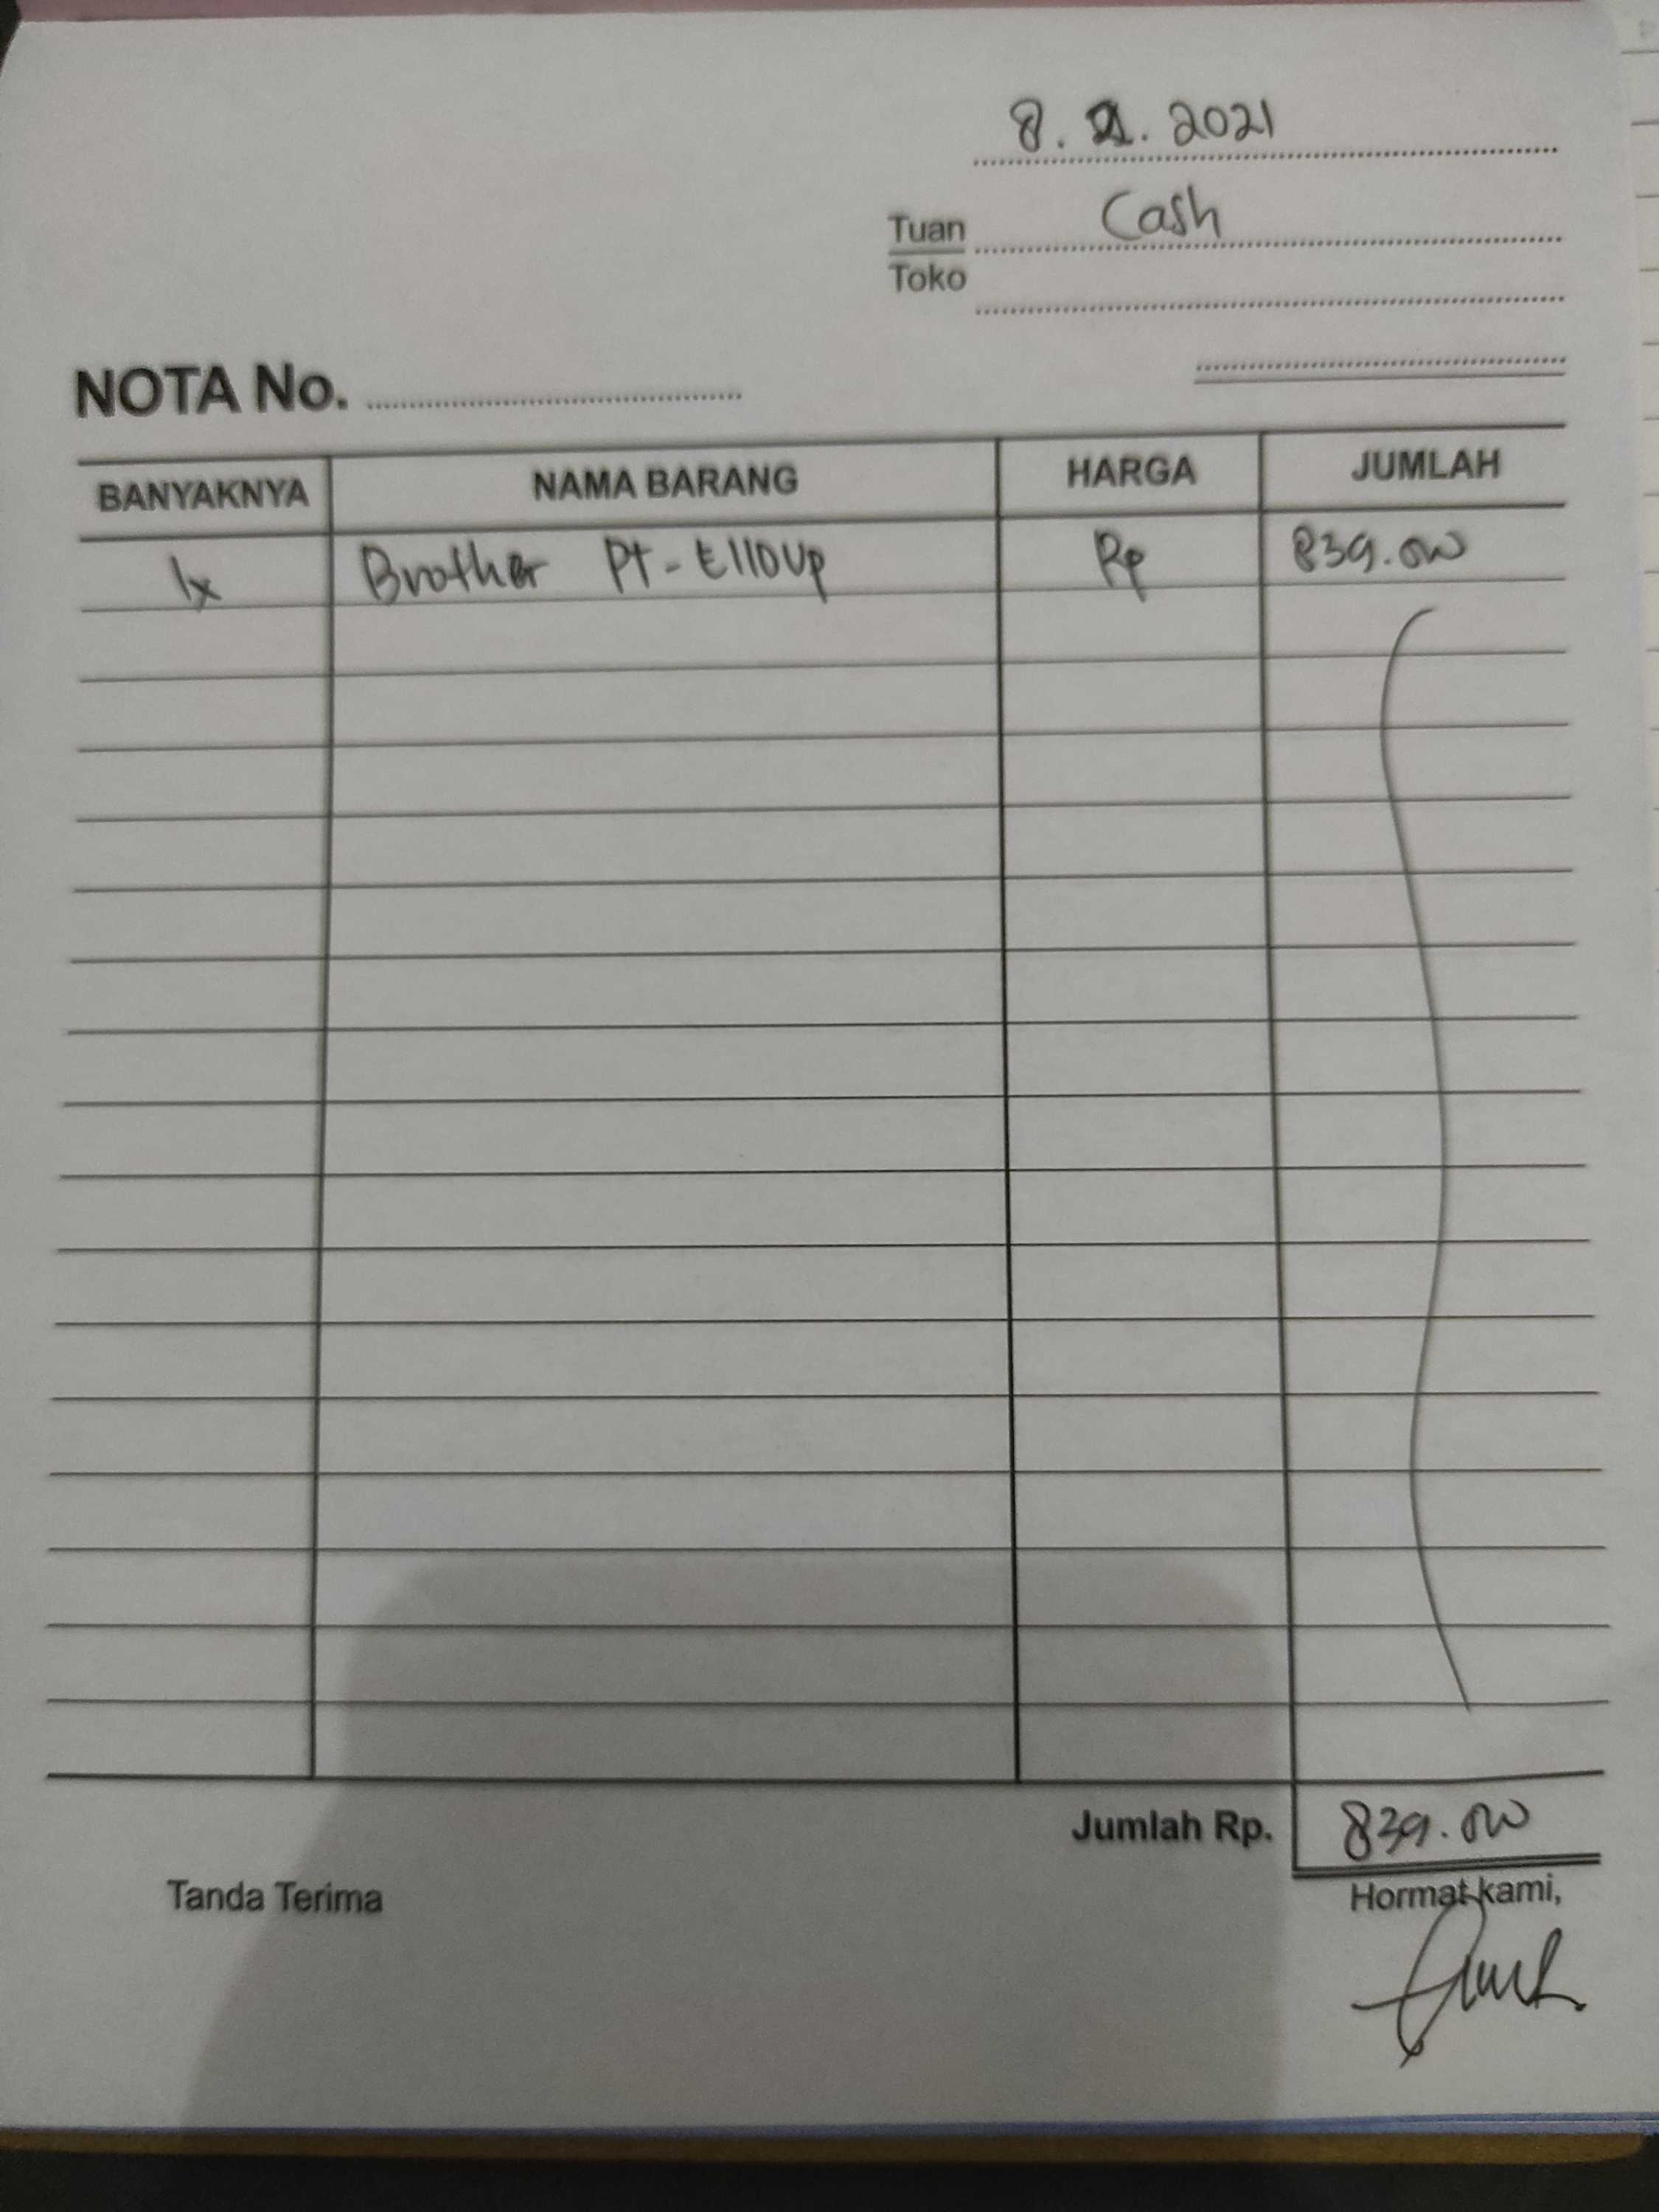 8. 2. 2021
Tuan Cash
Toko
NOTA No.
BANYAKNYA NAMA BARANG HARGA JUMLAH
1x Brother Pt-E110Vp Rp 839.000
Jumlah Rp. 839.000
Tanda Terima Hormat kami,